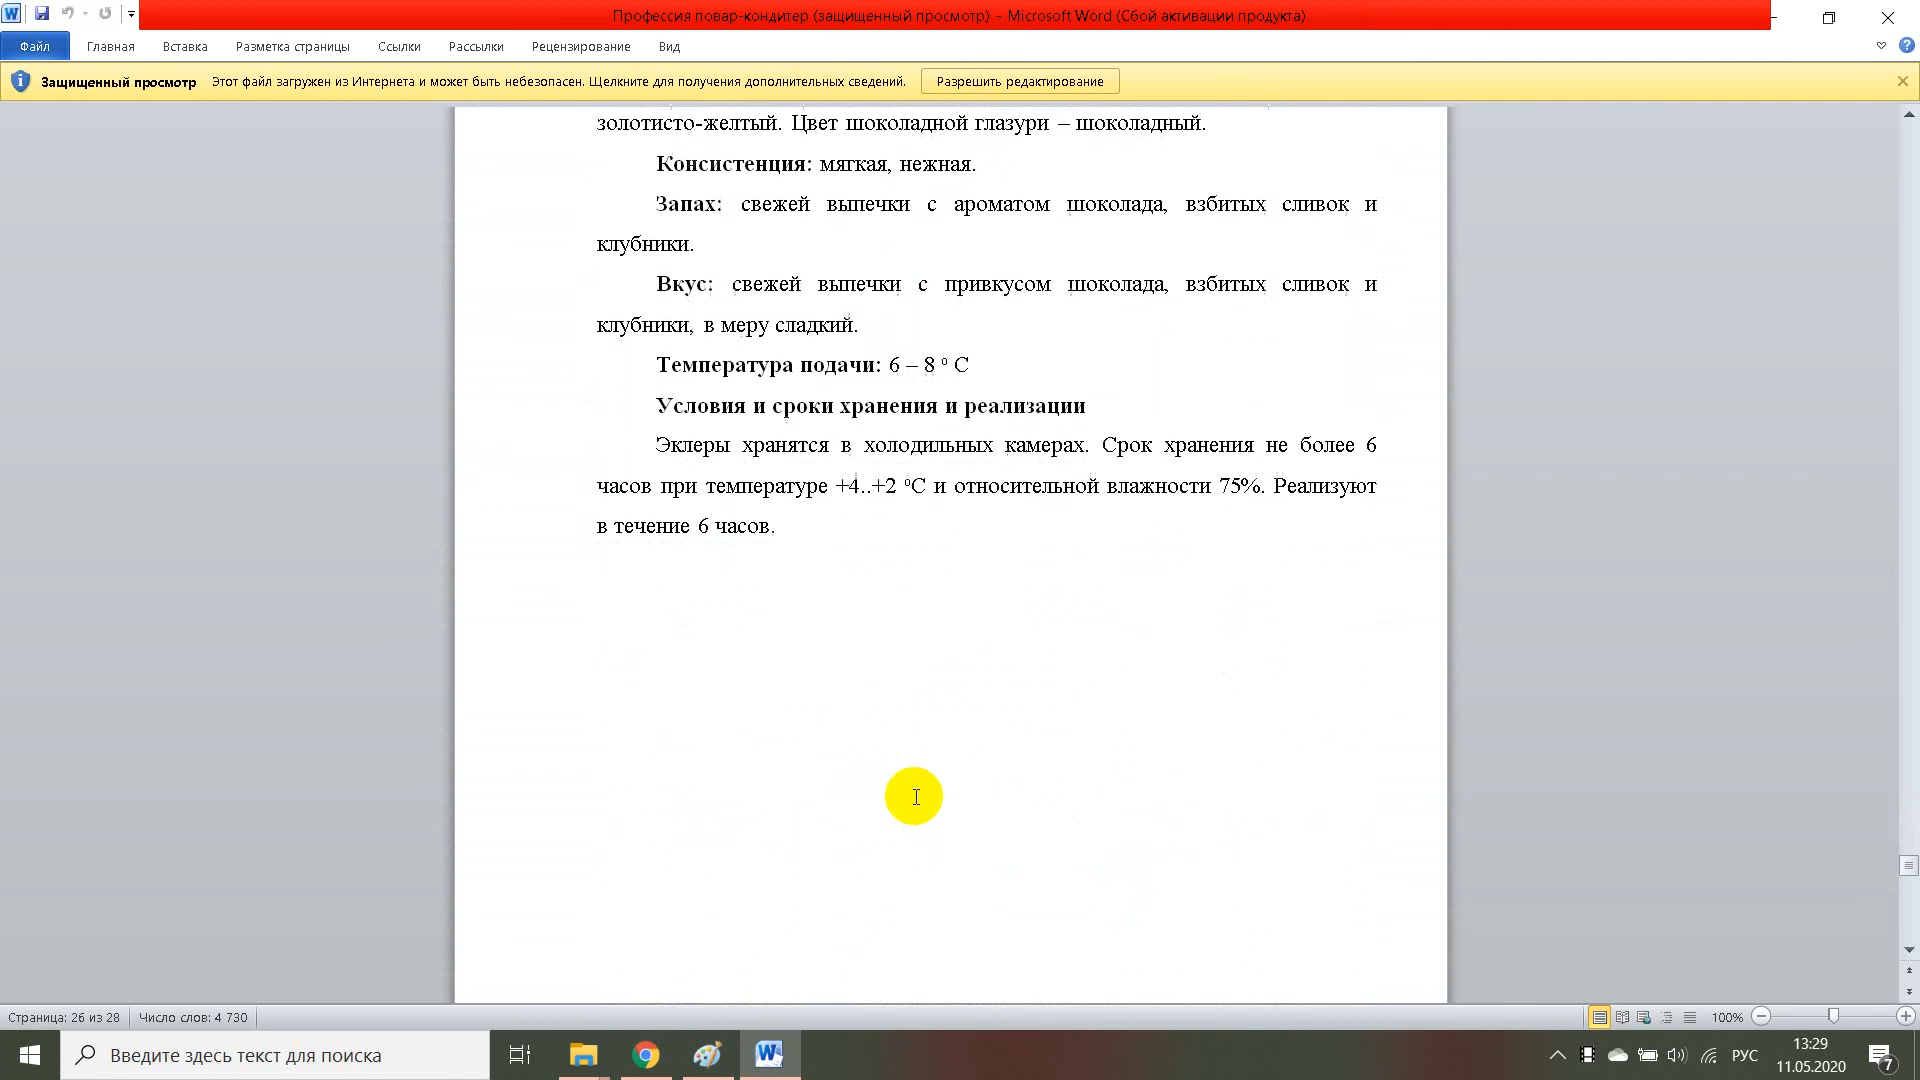 Профессия повар-кондитер (защищенный просмотр) - Microsoft Word (Сбой активации продукта)
Файл Главная Вставка Разметка страницы Ссылки Рассылки Рецензирование Вид
Защищенный просмотр Этот файл загружен из Интернета и может быть небезопасен. Щелкните для получения дополнительных сведений. Разрешить редактирование
золотисто-желтый. Цвет шоколадной глазури – шоколадный.
Консистенция: мягкая, нежная.
Запах: свежей выпечки с ароматом шоколада, взбитых сливок и
клубники.
Вкус: свежей выпечки с привкусом шоколада, взбитых сливок и
клубники, в меру сладкий.
Температура подачи: 6 – 8 º С
Условия и сроки хранения и реализации
Эклеры хранятся в холодильных камерах. Срок хранения не более 6
часов при температуре +4..+2 ºС и относительной влажности 75%. Реализуют
в течение 6 часов.
Страница: 26 из 28 Число слов: 4 730 100%
Введите здесь текст для поиска
РУС
13:29
11.05.2020
7